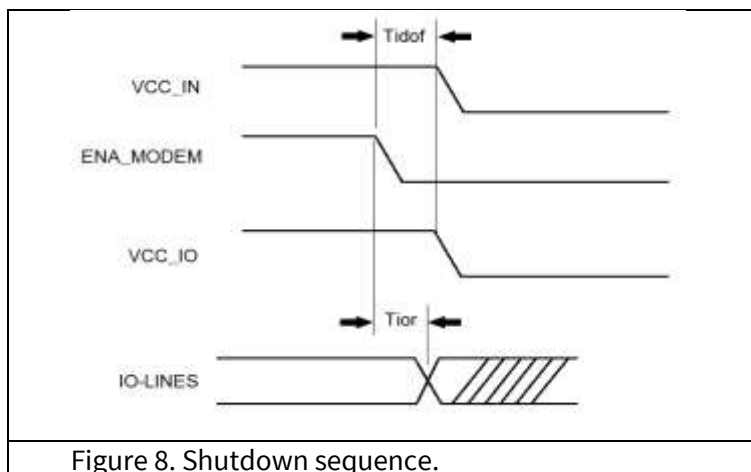 Tidof
VCC_IN
ENA_MODEM
VCC_IO
Tior
IO-LINES
Figure 8. Shutdown sequence.